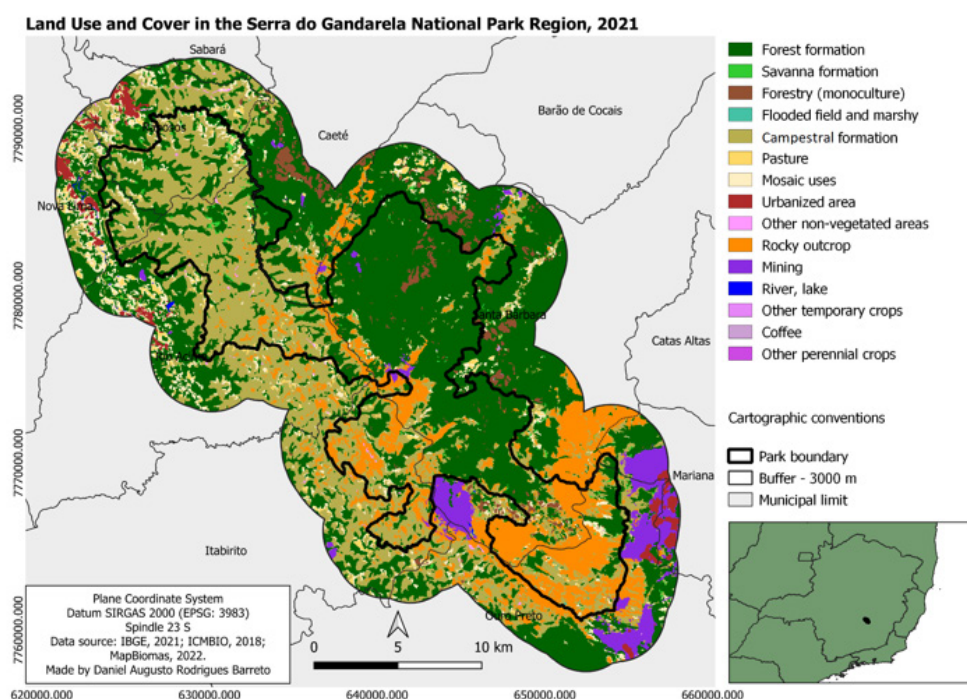 Land Use and Cover in the Serra do Gandarela National Park Region, 2021
Sabará
Barão de Cocais
Caeté
Nova Lima
Santa Bárbara
Catas Altas
Mariana
Itabirito
Ouro Preto
7790000.000
7780000.000
7770000.000
7760000.000
620000.000
630000.000
640000.000
650000.000
660000.000
Forest formation
Savanna formation
Forestry (monoculture)
Flooded field and marshy
Campestral formation
Pasture
Mosaic uses
Urbanized area
Other non-vegetated areas
Rocky outcrop
Mining
River, lake
Other temporary crops
Coffee
Other perennial crops
Cartographic conventions
Park boundary
Buffer - 3000 m
Municipal limit
Plane Coordinate System
Datum SIRGAS 2000 (EPSG: 3983)
Spindle 23 S
Data source: IBGE, 2021; ICMBIO, 2018;
MapBiomas, 2022.
Made by Daniel Augusto Rodrigues Barreto
0
5
10 km